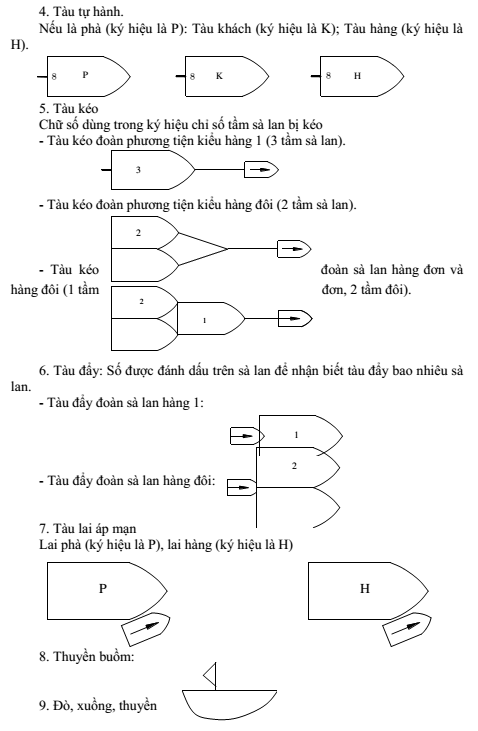 4. Tàu tự hành.
Nếu là phà (ký hiệu là P): Tàu khách (ký hiệu là K); Tàu hàng (ký hiệu là
H).
8 P 8 K 8 H
5. Tàu kéo
Chữ số dùng trong ký hiệu chỉ số tầm sà lan bị kéo
- Tàu kéo đoàn phương tiện kiểu hàng 1 (3 tầm sà lan).
3
- Tàu kéo đoàn phương tiện kiểu hàng đôi (2 tầm sà lan).
2
- Tàu kéo đoàn sà lan hàng đơn và
hàng đôi (1 tầm đơn, 2 tầm đôi).
2 1
6. Tàu đẩy: Số được đánh dấu trên sà lan để nhận biết tàu đẩy bao nhiêu sà
lan.
- Tàu đẩy đoàn sà lan hàng 1:
1
2
- Tàu đẩy đoàn sà lan hàng đôi:
7. Tàu lai áp mạn
Lai phà (ký hiệu là P), lai hàng (ký hiệu là H)
P H
8. Thuyền buồm:
9. Đò, xuồng, thuyền